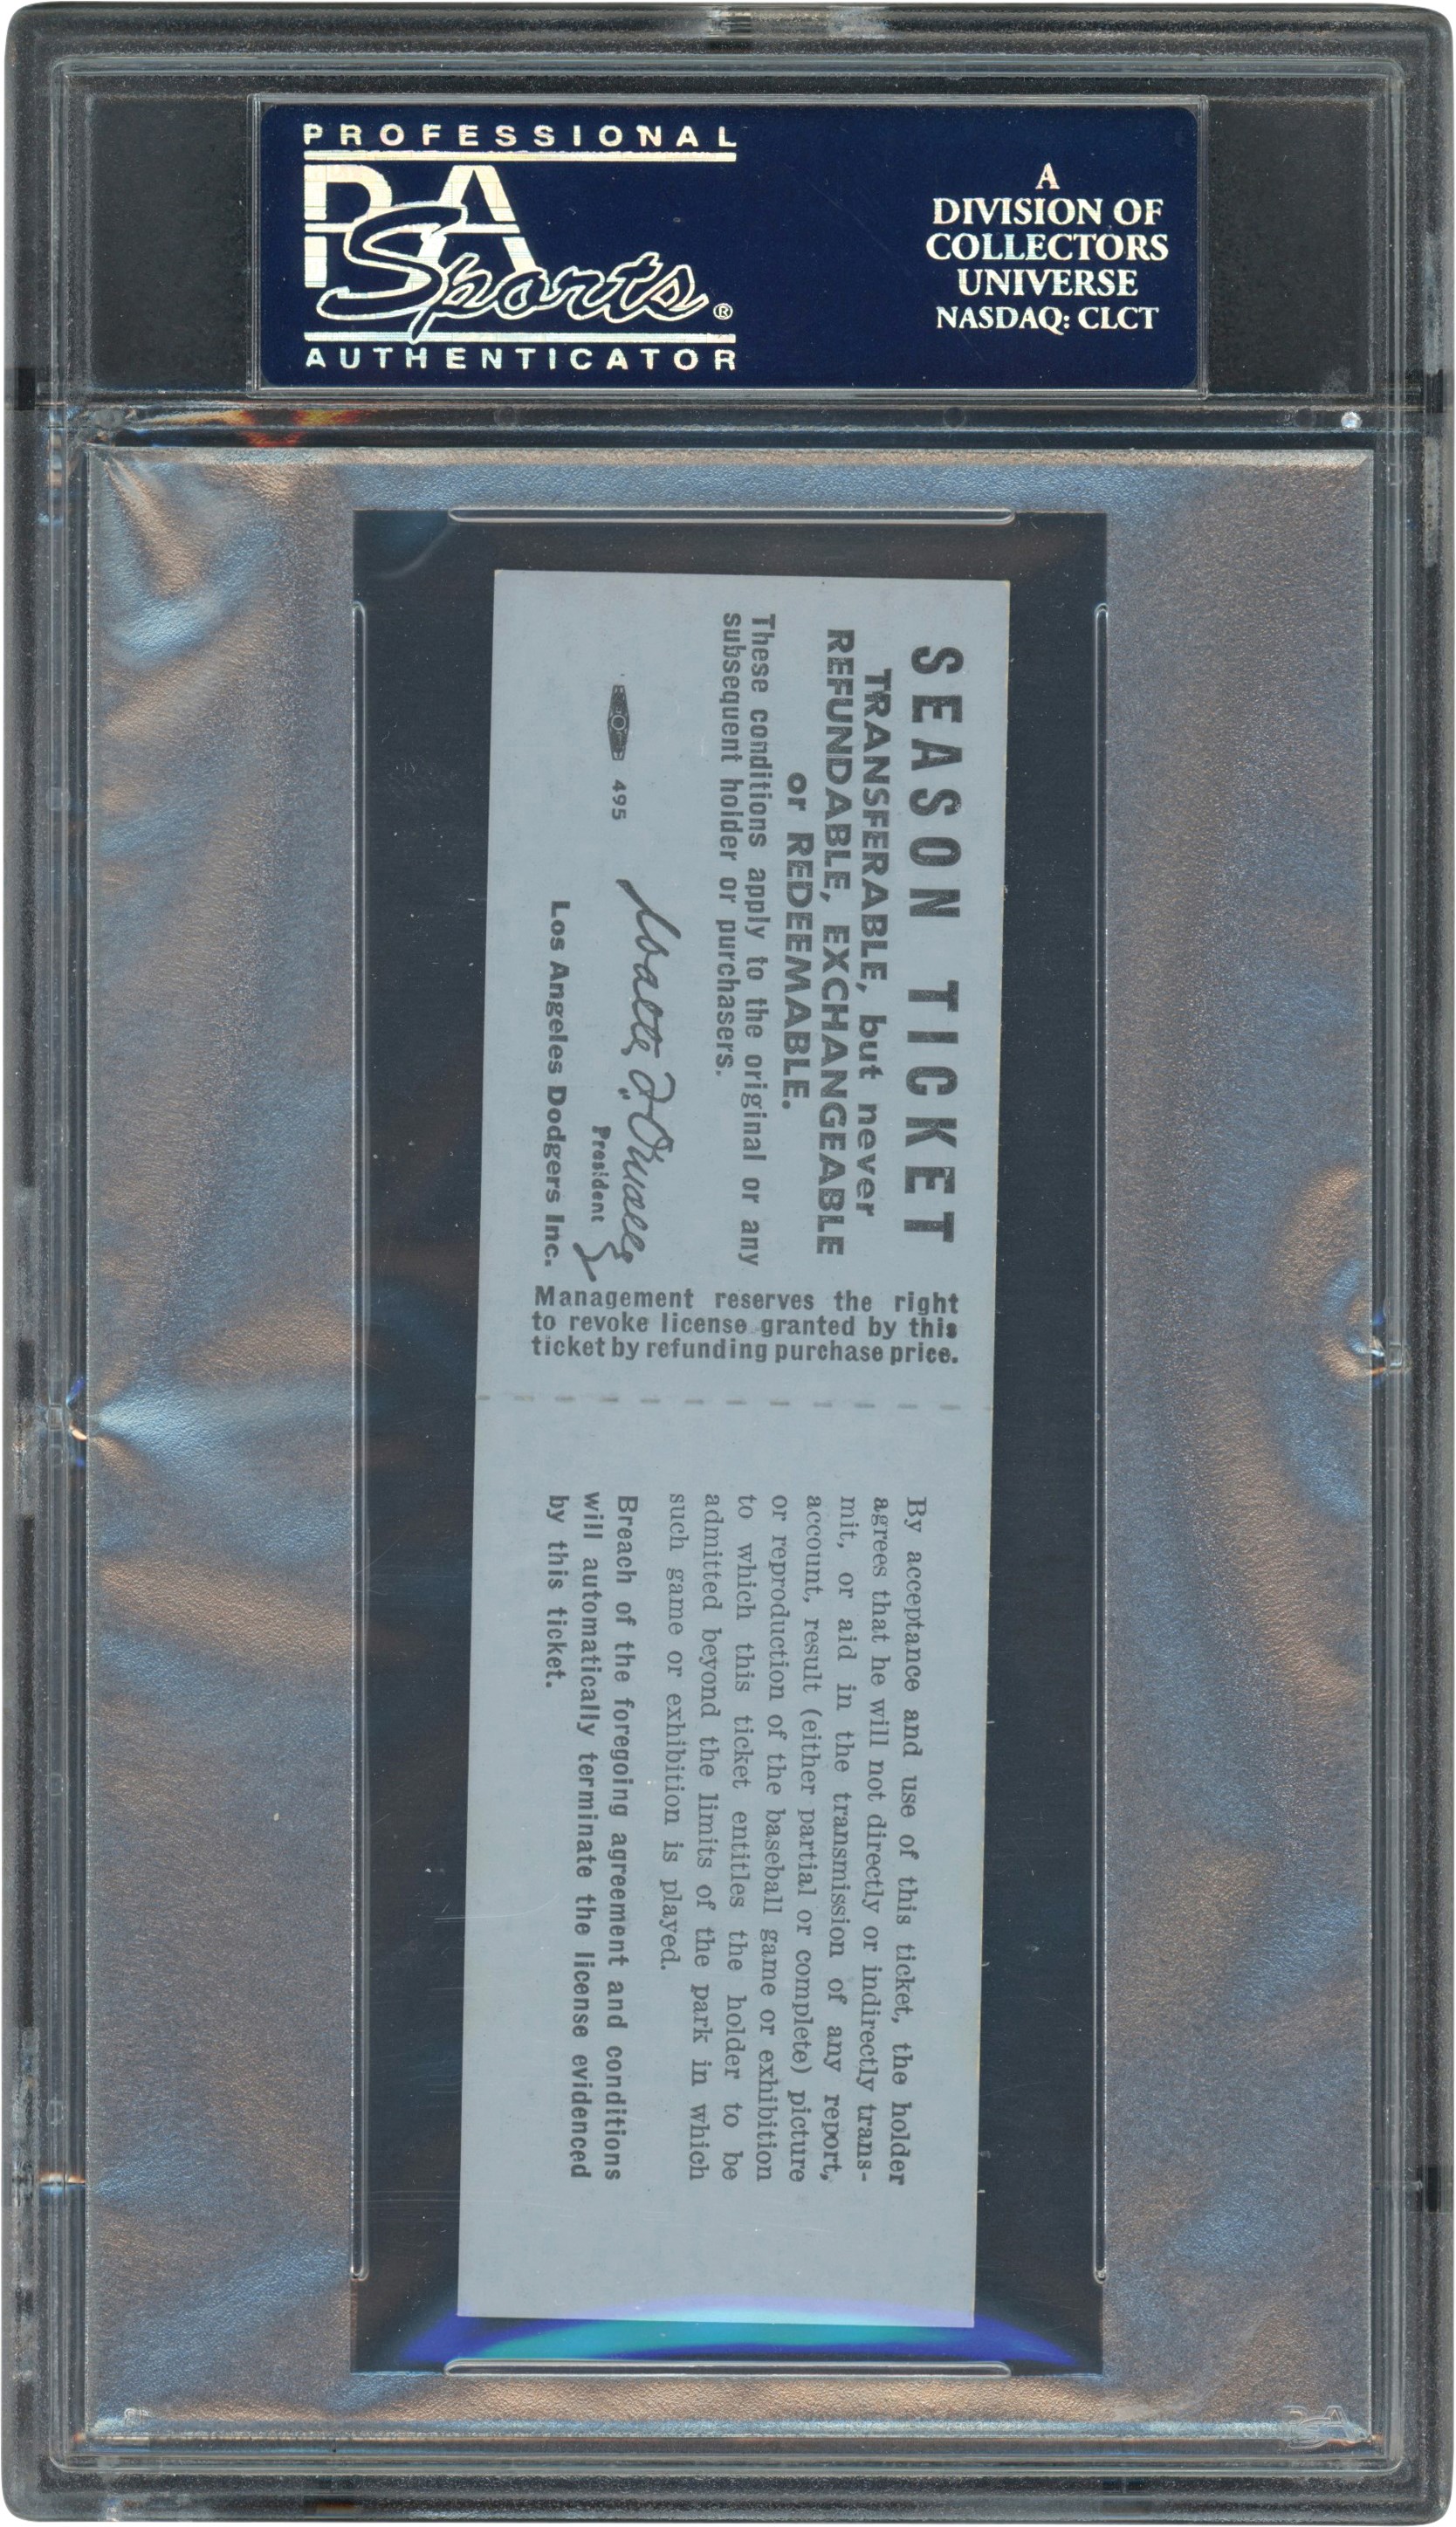 PROFESSIONAL
PSA
Sports®
AUTHENTICATOR
A
DIVISION OF
COLLECTORS
UNIVERSE
NASDAQ: CLCT
SEASON TICKET
TRANSFERABLE, but never
REFUNDABLE, EXCHANGEABLE
or REDEEMABLE.
These conditions apply to the original or any
subsequent holder or purchasers.
495
Walter F. O'Malley
President
Los Angeles Dodgers Inc.
Management reserves the right
to revoke license granted by this
ticket by refunding purchase price.
By acceptance and use of this ticket, the holder
agrees that he will not directly or indirectly trans-
mit, or aid in the transmission of any report,
account, result (either partial or complete) picture
or reproduction of the baseball game or exhibition
to which this ticket entitles the holder to be
admitted beyond the limits of the park in which
such game or exhibition is played.
Breach of the foregoing agreement and conditions
will automatically terminate the license evidenced
by this ticket.